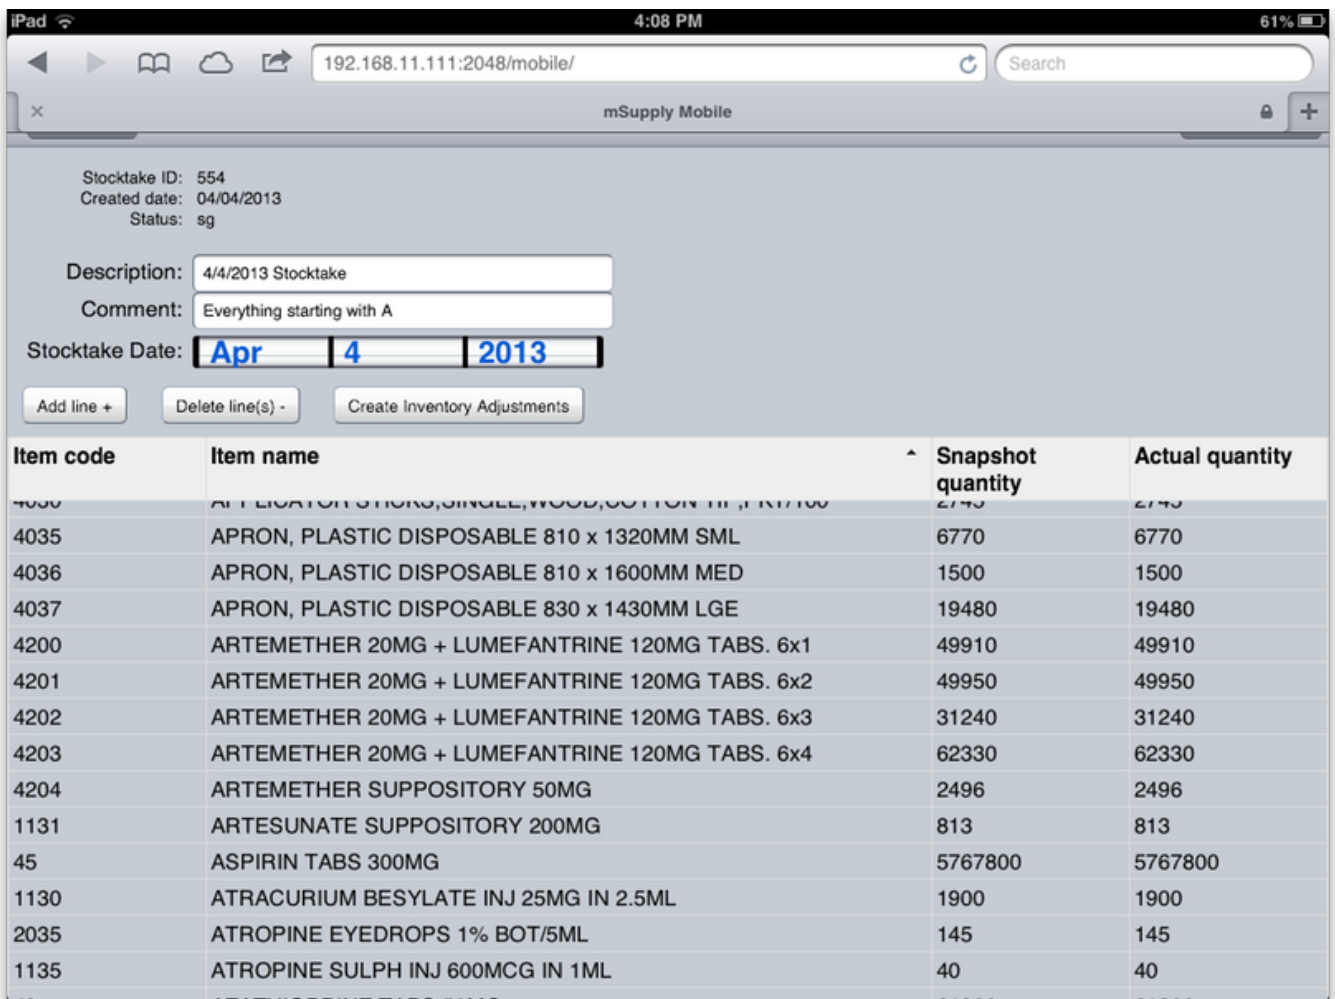 iPad 4:08 PM 61%
192.168.11.111:2048/mobile/ Search
mSupply Mobile
Stocktake ID: 554
Created date: 04/04/2013
Status: sg
Description: 4/4/2013 Stocktake
Comment: Everything starting with A
Stocktake Date: Apr 4 2013
Add line + Delete line(s) - Create Inventory Adjustments
Item code Item name Snapshot quantity Actual quantity
4035 APRON, PLASTIC DISPOSABLE 810 x 1320MM SML 6770 6770
4036 APRON, PLASTIC DISPOSABLE 810 x 1600MM MED 1500 1500
4037 APRON, PLASTIC DISPOSABLE 830 x 1430MM LGE 19480 19480
4200 ARTEMETHER 20MG + LUMEFANTRINE 120MG TABS. 6x1 49910 49910
4201 ARTEMETHER 20MG + LUMEFANTRINE 120MG TABS. 6x2 49950 49950
4202 ARTEMETHER 20MG + LUMEFANTRINE 120MG TABS. 6x3 31240 31240
4203 ARTEMETHER 20MG + LUMEFANTRINE 120MG TABS. 6x4 62330 62330
4204 ARTEMETHER SUPPOSITORY 50MG 2496 2496
1131 ARTESUNATE SUPPOSITORY 200MG 813 813
45 ASPIRIN TABS 300MG 5767800 5767800
1130 ATRACURIUM BESYLATE INJ 25MG IN 2.5ML 1900 1900
2035 ATROPINE EYEDROPS 1% BOT/5ML 145 145
1135 ATROPINE SULPH INJ 600MCG IN 1ML 40 40